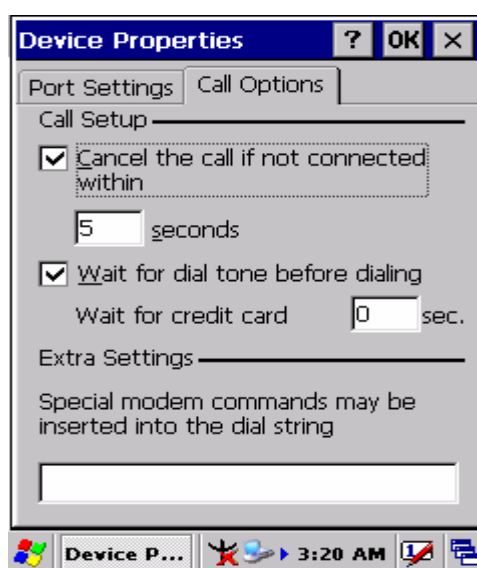 Device Properties ? OK ×
Port Settings Call Options
Call Setup
Cancel the call if not connected
within
5 seconds
Wait for dial tone before dialing
Wait for credit card 0 sec.
Extra Settings
Special modem commands may be
inserted into the dial string
Device P... 3:20 AM